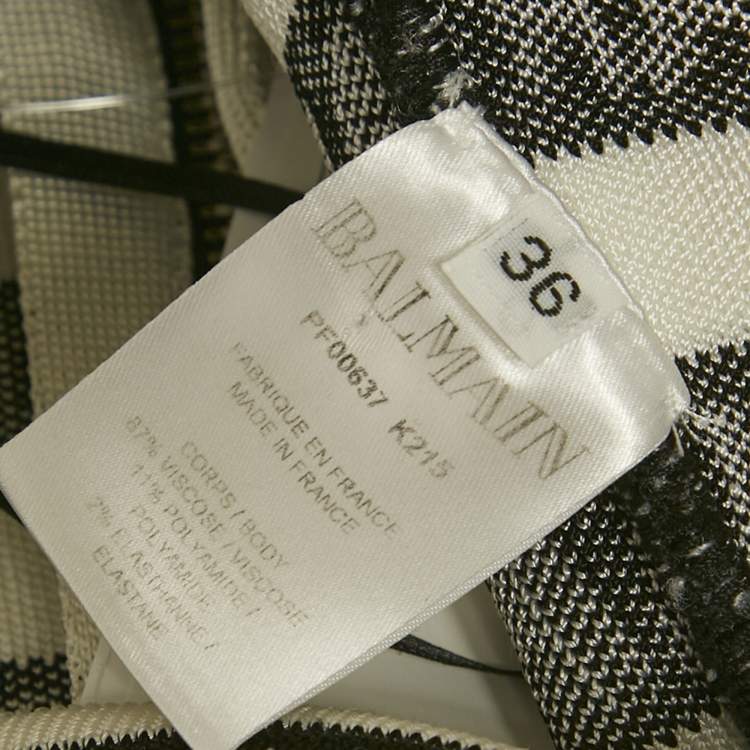 BALMAIN
36
PF00637 K215
FABRIQUE EN FRANCE
MADE IN FRANCE
CORPS / BODY
87% VISCOSE / VISCOSE
11% POLYAMIDE /
POLYAMIDE
2% ELASTHANNE /
ELASTANE